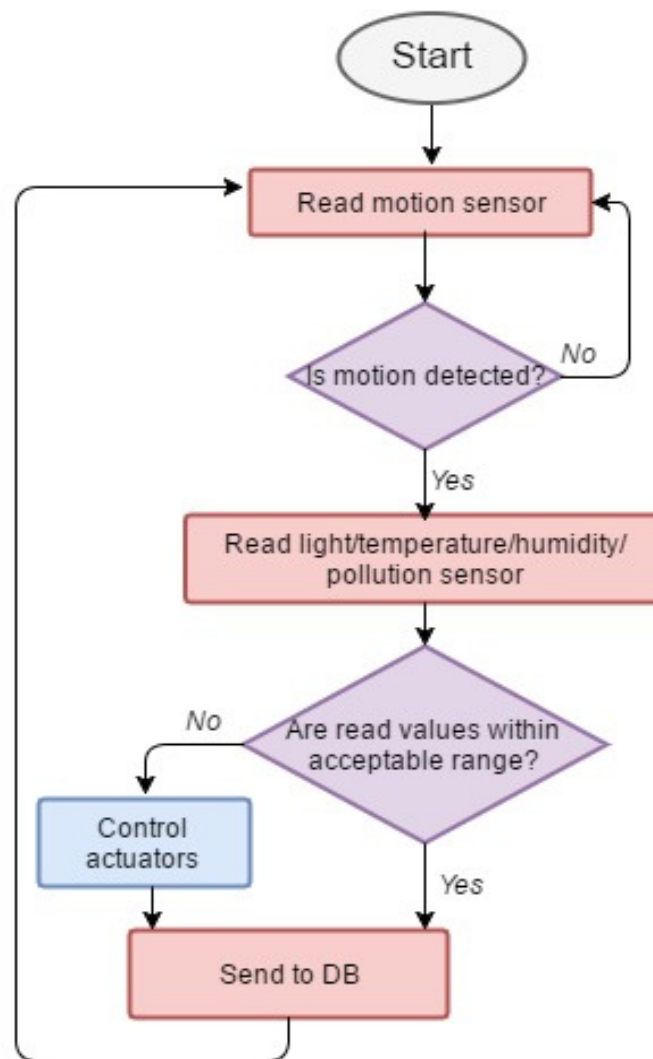 Start
Read motion sensor
Is motion detected?
No
Yes
Read light/temperature/humidity/
pollution sensor
No
Are read values within
acceptable range?
Control
actuators
Yes
Send to DB